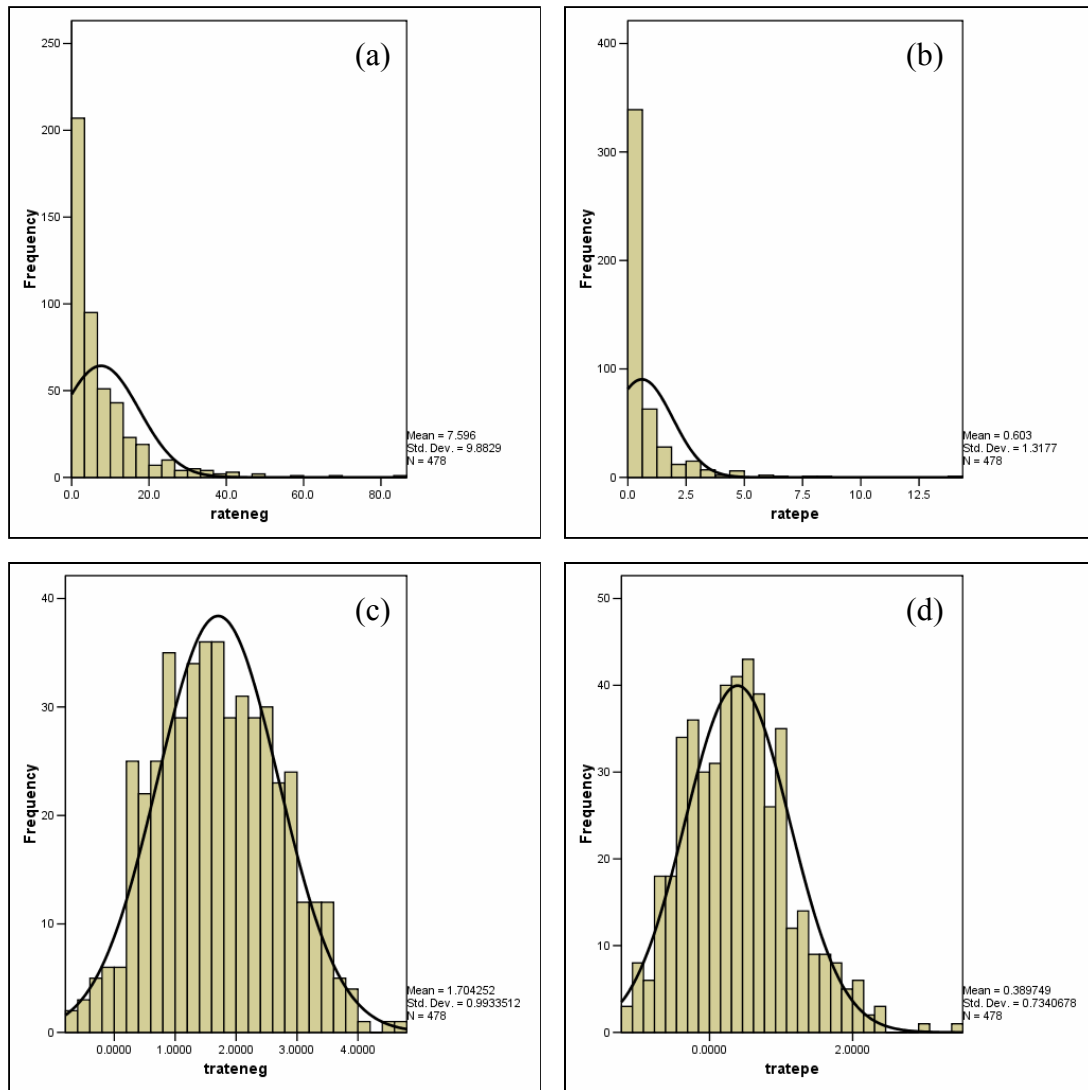 (a)
250
200
150
100
50
0
Frequency
0.0 20.0 40.0 60.0 80.0
rateneg
Mean = 7.596
Std. Dev. = 9.8829
N = 478
(b)
400
300
200
100
0
Frequency
0.0 2.5 5.0 7.5 10.0 12.5
ratepe
Mean = 0.603
Std. Dev. = 1.3177
N = 478
(c)
40
30
20
10
0
Frequency
0.0000 1.0000 2.0000 3.0000 4.0000
trateneg
Mean = 1.704252
Std. Dev. = 0.9933512
N = 478
(d)
50
40
30
20
10
0
Frequency
0.0000 2.0000
tratepe
Mean = 0.389749
Std. Dev. = 0.7340678
N = 478